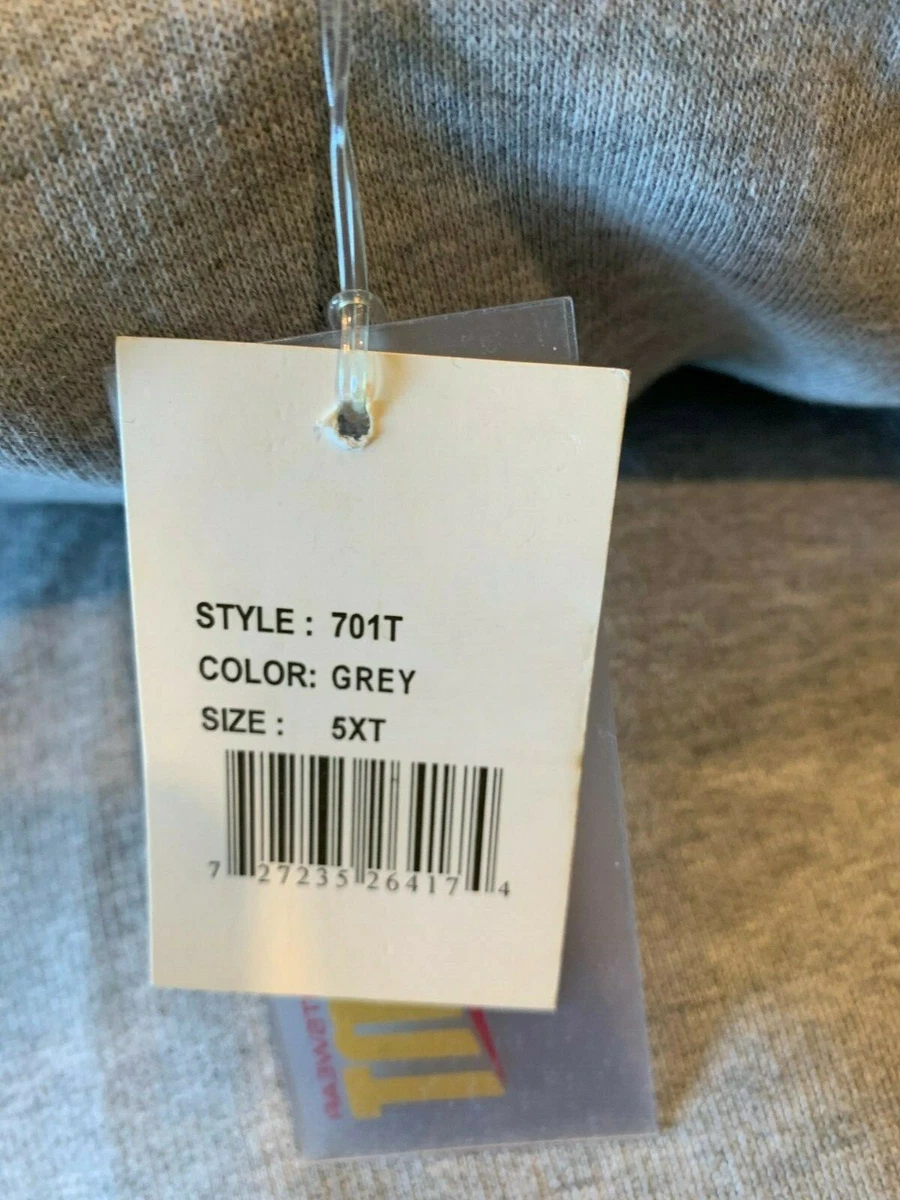 STYLE : 701T
COLOR: GREY
SIZE : 5XT
7 27235 26417 4